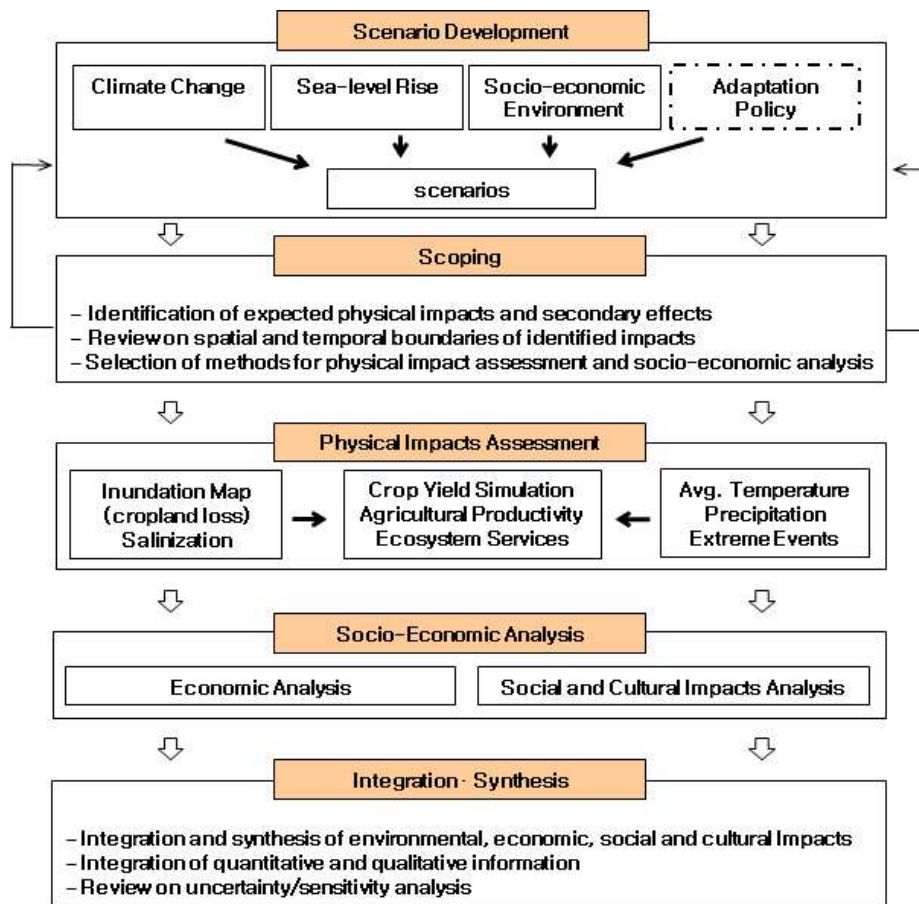 Scenario Development
Climate Change
Sea-level Rise
Socio-economic
Environment
Adaptation
Policy
scenarios
Scoping
– Identification of expected physical impacts and secondary effects
– Review on spatial and temporal boundaries of identified impacts
– Selection of methods for physical impact assessment and socio-economic analysis
Physical Impacts Assessment
Inundation Map
(cropland loss)
Salinization
Crop Yield Simulation
Agricultural Productivity
Ecosystem Services
Avg. Temperature
Precipitation
Extreme Events
Socio-Economic Analysis
Economic Analysis
Social and Cultural Impacts Analysis
Integration · Synthesis
– Integration and synthesis of environmental, economic, social and cultural Impacts
– Integration of quantitative and qualitative information
– Review on uncertainty/sensitivity analysis